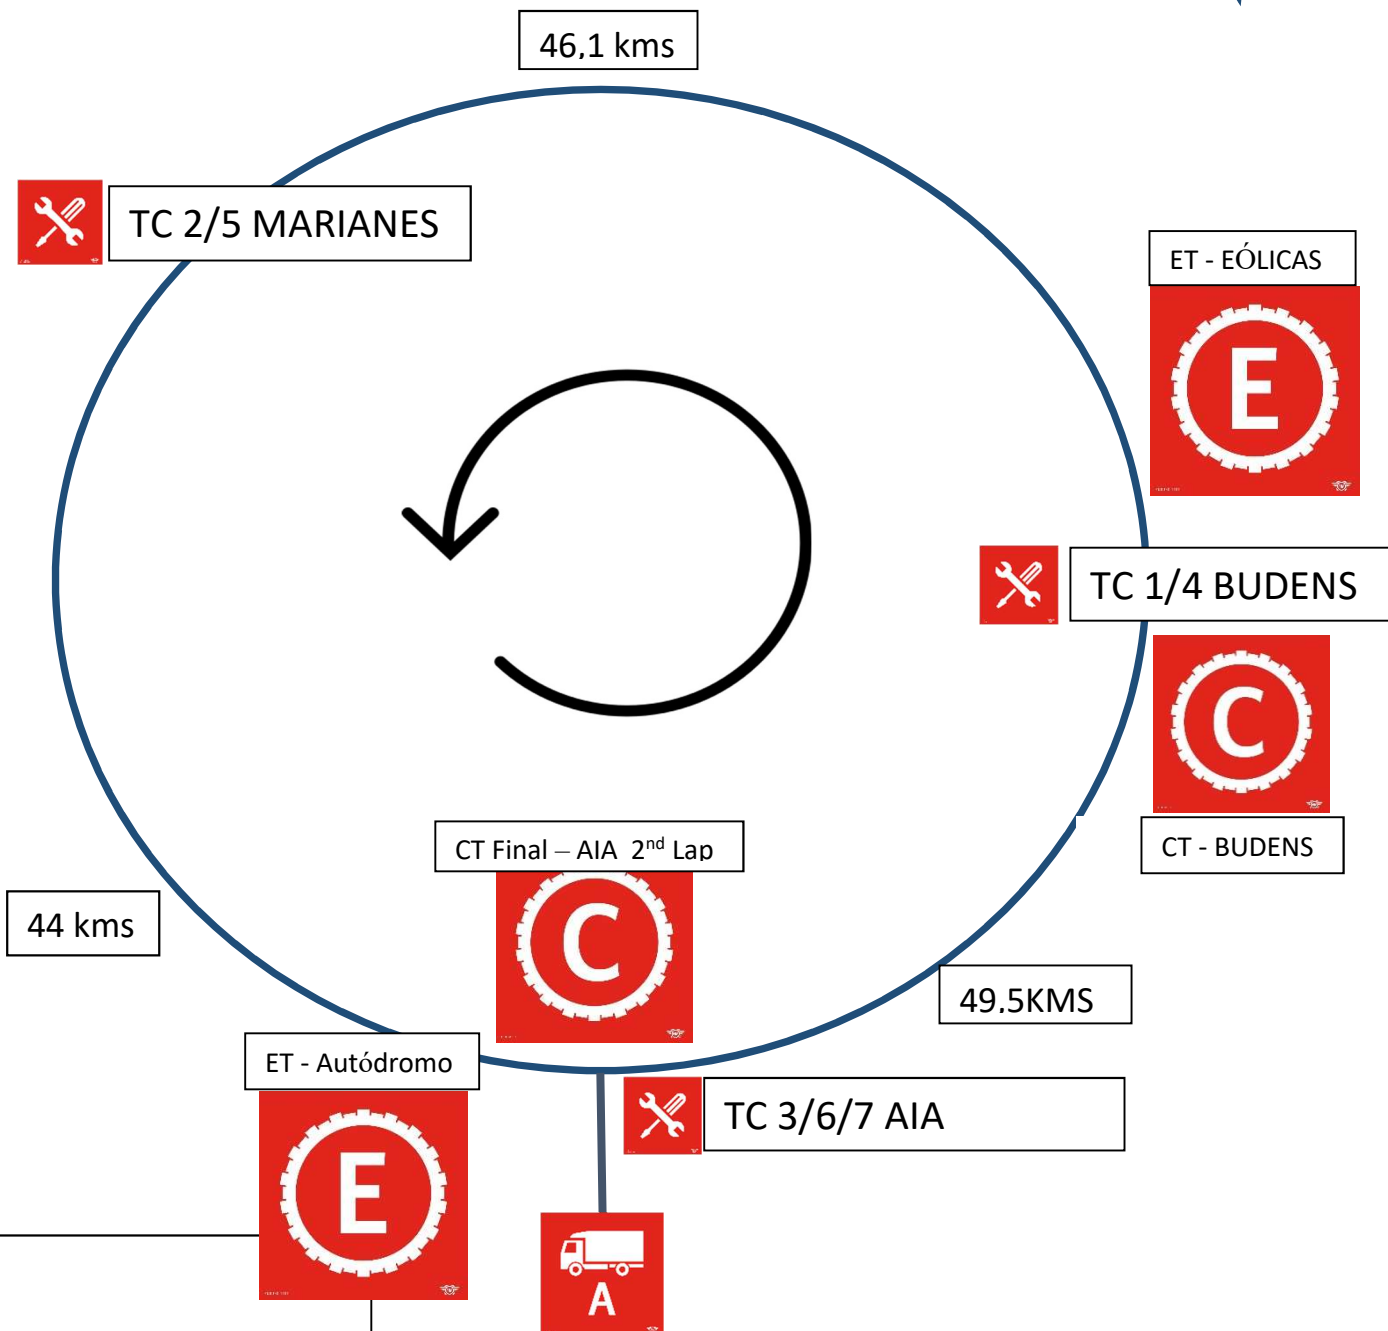 46,1 kms
TC 2/5 MARIANES
ET - EÓLICAS
E
TC 1/4 BUDENS
C
CT - BUDENS
CT Final – AIA 2nd Lap
C
44 kms
49,5KMS
ET - Autódromo
E
TC 3/6/7 AIA
A